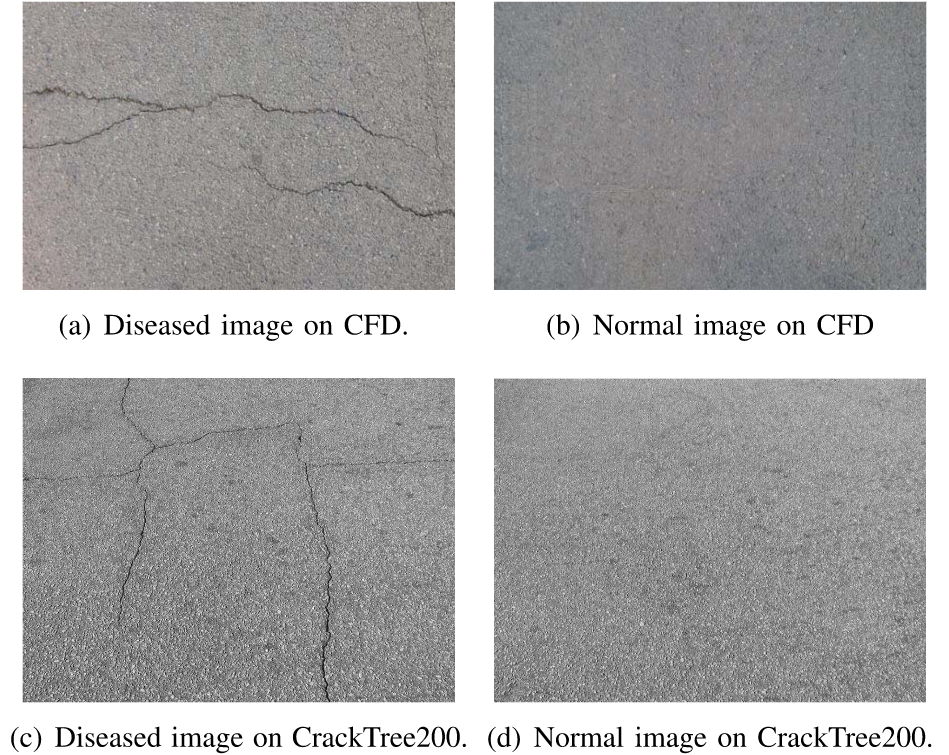 (a) Diseased image on CFD.
(b) Normal image on CFD
(c) Diseased image on CrackTree200.
(d) Normal image on CrackTree200.